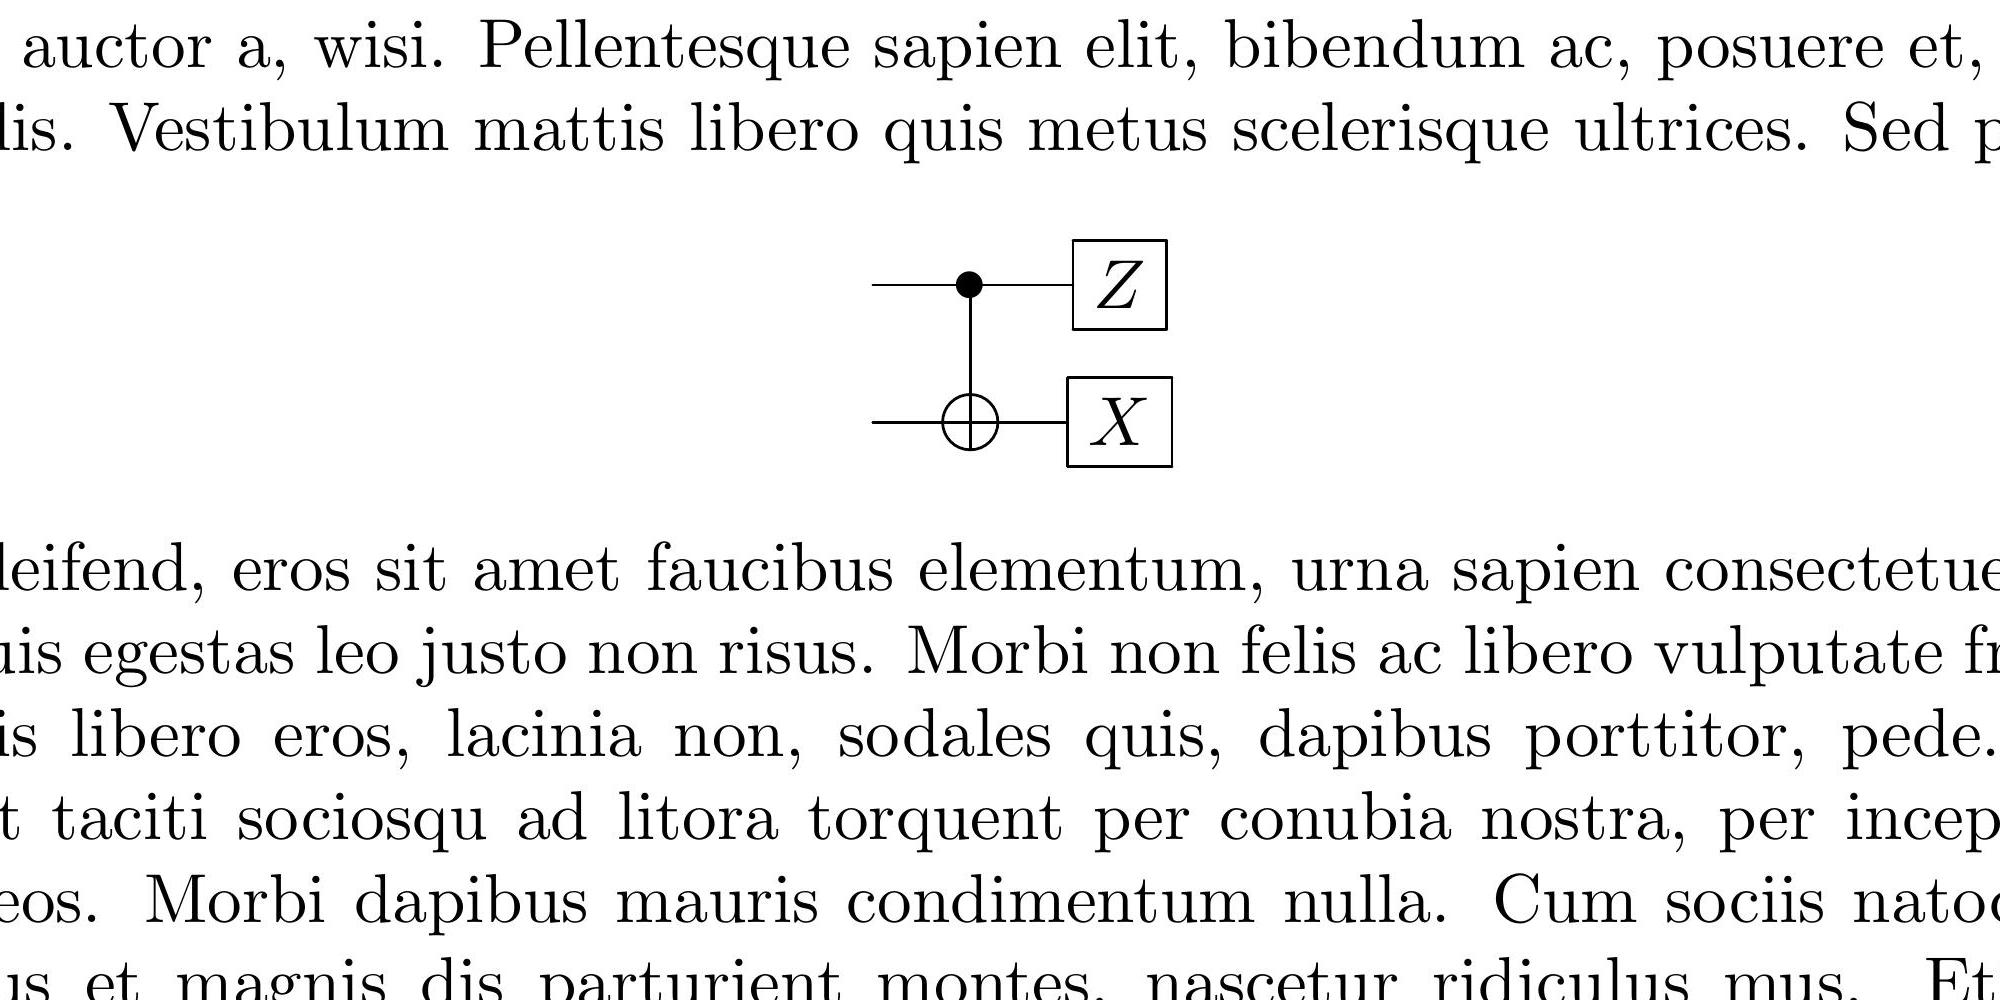 auctor a, wisi. Pellentesque sapien elit, bibendum ac, posuere et,
lis. Vestibulum mattis libero quis metus scelerisque ultrices. Sed p
Z
X
leifend, eros sit amet faucibus elementum, urna sapien consectetue
uis egestas leo justo non risus. Morbi non felis ac libero vulputate fr
is libero eros, lacinia non, sodales quis, dapibus porttitor, pede.
t taciti sociosqu ad litora torquent per conubia nostra, per incep
eos. Morbi dapibus mauris condimentum nulla. Cum sociis natoc
us et magnis dis parturient montes, nascetur ridiculus mus. Et